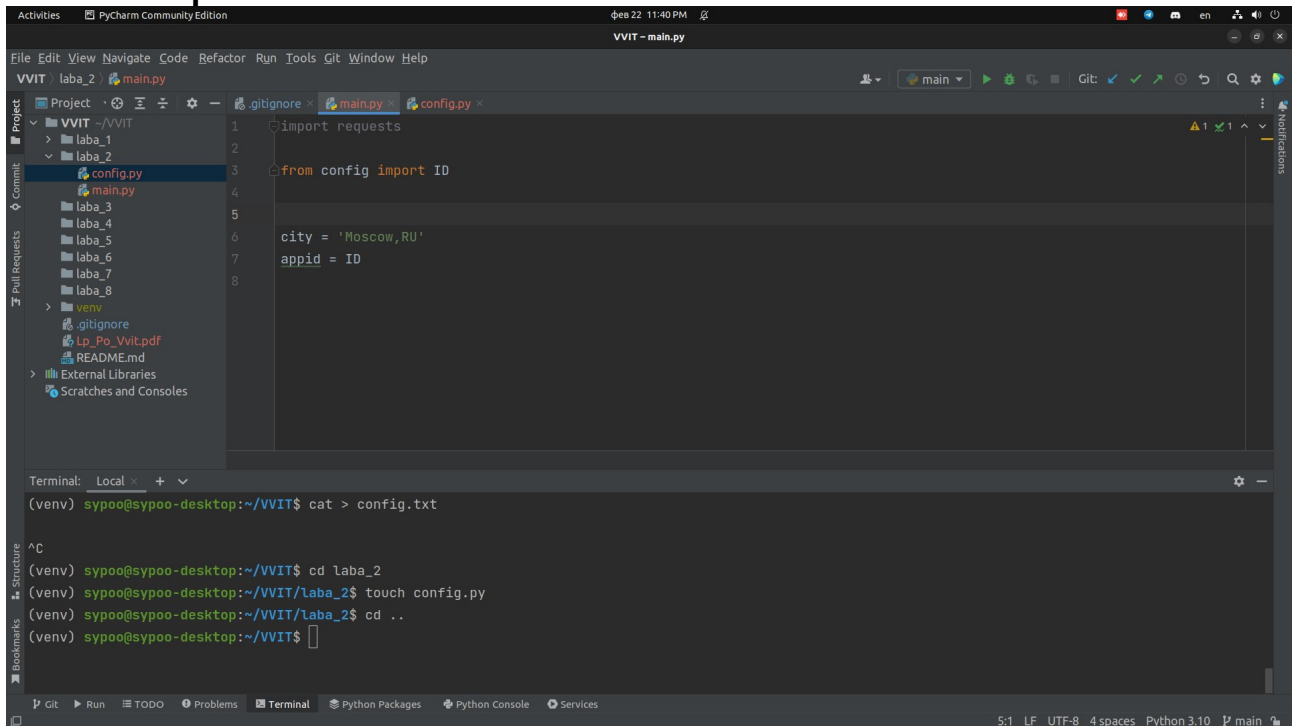 Activities PyCharm Community Edition фев 22 11:40 PM en
VVIT – main.py
File Edit View Navigate Code Refactor Run Tools Git Window Help
VVIT laba_2 main.py main Git:
Project .gitignore main.py config.py
VVIT ~/VVIT
laba_1
laba_2
config.py
main.py
laba_3
laba_4
laba_5
laba_6
laba_7
laba_8
venv
.gitignore
Lp_Po_Vvit.pdf
README.md
External Libraries
Scratches and Consoles
1 import requests
2
3 from config import ID
4
5
6 city = 'Moscow,RU'
7 appid = ID
8
1 1
Project
Commit
Pull Requests
Structure
Bookmarks
Notifications
Terminal: Local
(venv) sypoo@sypoo-desktop:~/VVIT$ cat > config.txt
^C
(venv) sypoo@sypoo-desktop:~/VVIT$ cd laba_2
(venv) sypoo@sypoo-desktop:~/VVIT/laba_2$ touch config.py
(venv) sypoo@sypoo-desktop:~/VVIT/laba_2$ cd ..
(venv) sypoo@sypoo-desktop:~/VVIT$
Git Run TODO Problems Terminal Python Packages Python Console Services
5:1 LF UTF-8 4 spaces Python 3.10 main